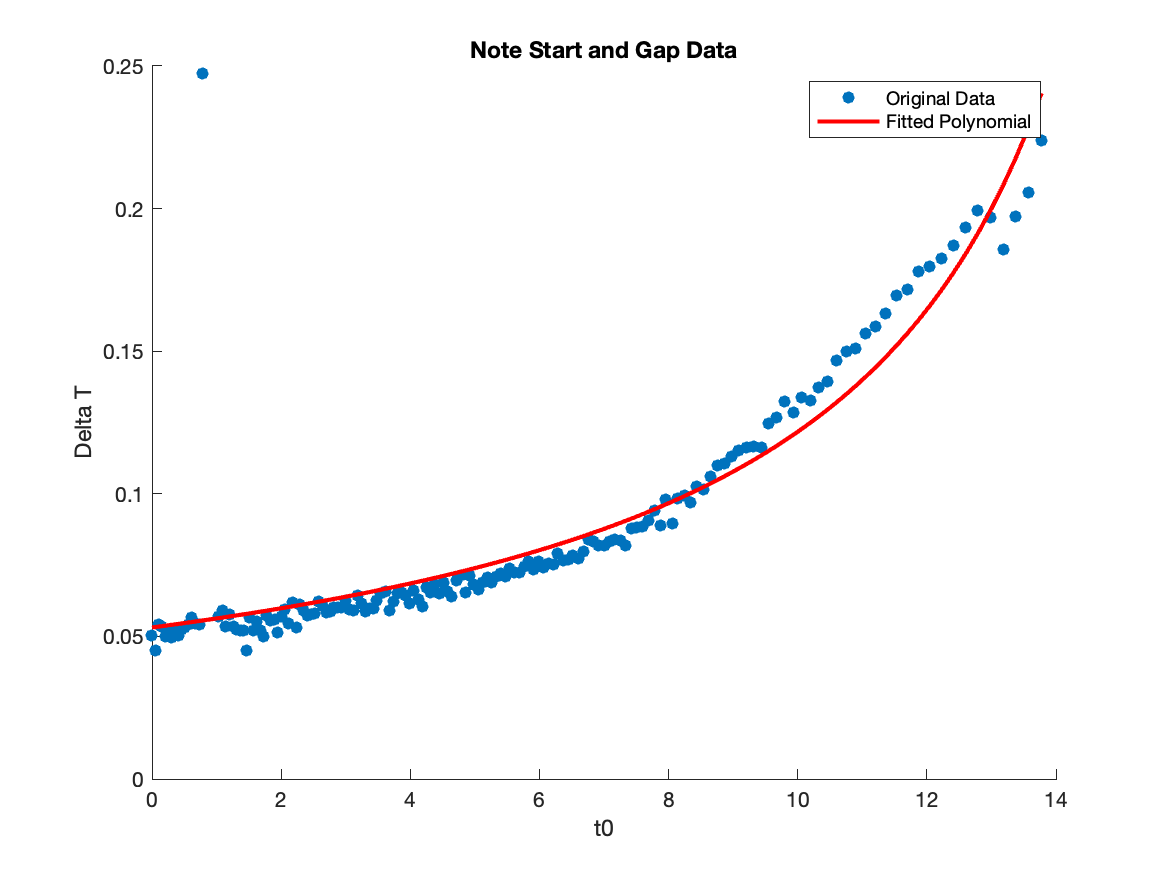 Note Start and Gap Data
0.25
0.2
0.15
0.1
0.05
0
Delta T
Original Data
Fitted Polynomial
0 2 4 6 8 10 12 14
t0